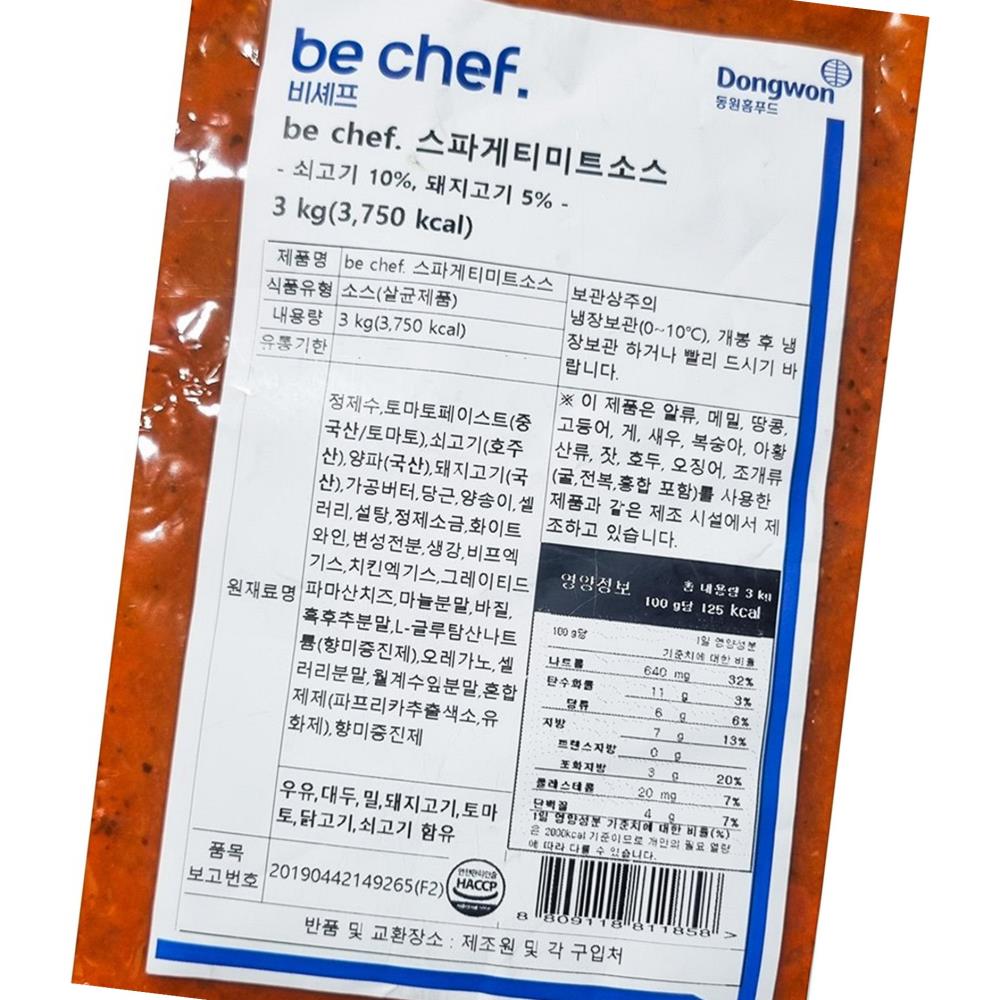 be chef.
비셰프
Dongwon
동원홈푸드
be chef. 스파게티미트소스
- 쇠고기 10%, 돼지고기 5% -
3 kg(3,750 kcal)
제품명 be chef. 스파게티미트소스
식품유형 소스(살균제품)
내용량 3 kg(3,750 kcal)
유통기한
보관상주의
냉장보관(0~10℃), 개봉 후 냉
장보관 하거나 빨리 드시기 바
랍니다.
※ 이 제품은 알류, 메밀, 땅콩,
고등어, 게, 새우, 복숭아, 아황
산류, 잣, 호두, 오징어, 조개류
(굴,전복,홍합 포함)를 사용한
제품과 같은 제조 시설에서 제
조하고 있습니다.
원재료명
정제수,토마토페이스트(중
국산/토마토),쇠고기(호주
산),양파(국산),돼지고기(국
산),가공버터,당근,양송이,셀
러리,설탕,정제소금,화이트
와인,변성전분,생강,비프엑
기스,치킨엑기스,그레이티드
파마산치즈,마늘분말,바질,
흑후추분말,L-글루탐산나트
륨(향미증진제),오레가노,셀
러리분말,월계수잎분말,혼합
제제(파프리카추출색소,유
화제),향미증진제
우유,대두,밀,돼지고기,토마
토,닭고기,쇠고기 함유
영양정보 총 내용량 3 kg
100 g당 125 kcal
100 g당 1일 영양성분
기준치에 대한 비율
나트륨 640 mg 32%
탄수화물 11 g 3%
당류 6 g 6%
지방 7 g 13%
트랜스지방 0 g
포화지방 3 g 20%
콜레스테롤 20 mg 7%
단백질 4 g 7%
1일 영양성분 기준치에 대한 비율(%)
은 2000kcal 기준이므로 개인의 필요 열량
에 따라 다를 수 있습니다.
품목
보고번호 20190442149265(F2)
HACCP
8 809118 811858 >
반품 및 교환장소 : 제조원 및 각 구입처